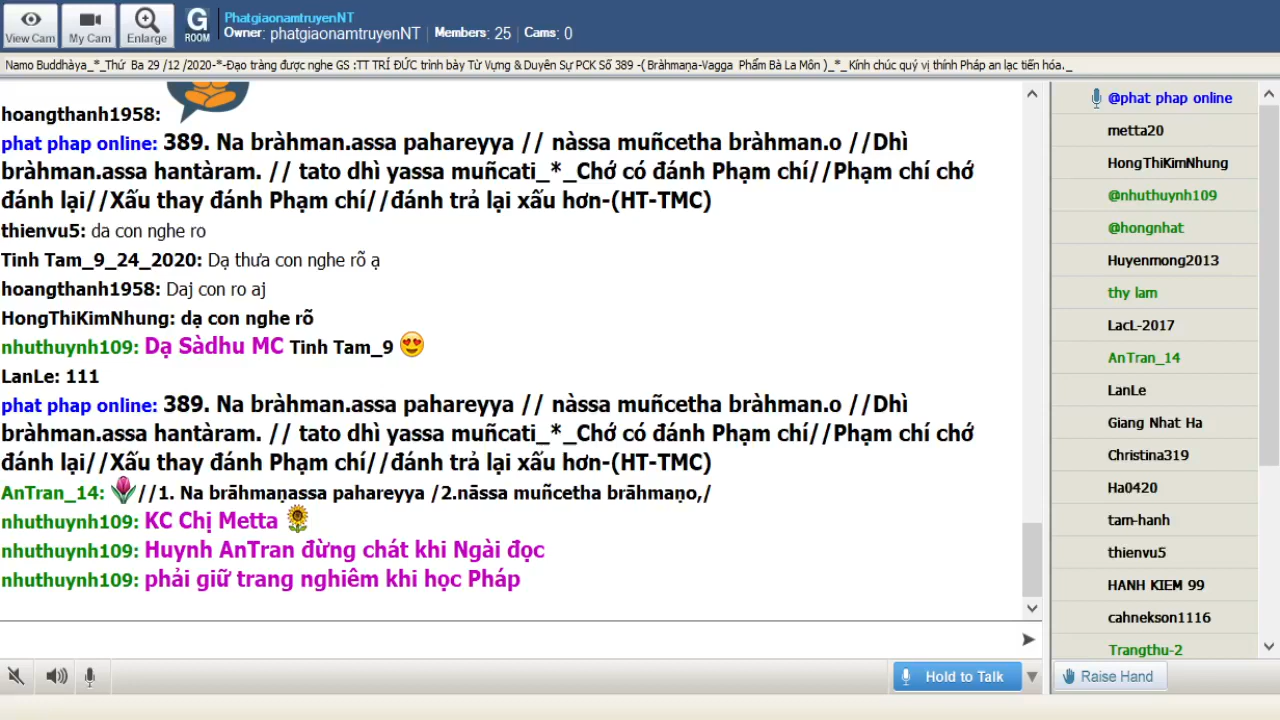 View Cam
My Cam
Enlarge
G
ROOM
PhatgiaonamtruyenNT
Owner: phatgiaonamtruyenNT | Members: 25 | Cams: 0
Namo Buddhàya_*_Thứ Ba 29 /12 /2020-*-Đạo tràng được nghe GS :TT TRÍ ĐỨC trình bày Từ Vựng & Duyên Sự PCK Số 389 -( Bràhmaṇa-Vagga Phẩm Bà La Môn )_*_ Kính chúc quý vị thính Pháp an lạc tiến hóa._
hoangthanh1958:
phat phap online: 389. Na bràhman.assa pahareyya // nàssa muñcetha bràhman.o //Dhì
bràhman.assa hantàram. // tato dhì yassa muñcati_*_Chớ có đánh Phạm chí//Phạm chí chớ
đánh lại//Xấu thay đánh Phạm chí//đánh trả lại xấu hơn-(HT-TMC)
thienvu5: da con nghe ro
Tinh Tam_9_24_2020: Dạ thưa con nghe rõ ạ
hoangthanh1958: Daj con ro aj
HongThiKimNhung: dạ con nghe rõ
nhuthuynh109: Dạ Sàdhu MC Tinh Tam_9
LanLe: 111
phat phap online: 389. Na bràhman.assa pahareyya // nàssa muñcetha bràhman.o //Dhì
bràhman.assa hantàram. // tato dhì yassa muñcati_*_Chớ có đánh Phạm chí//Phạm chí chớ
đánh lại//Xấu thay đánh Phạm chí//đánh trả lại xấu hơn-(HT-TMC)
AnTran_14: //1. Na brāhmaṇassa pahareyya /2.nāssa muñcetha brāhmaṇo,/
nhuthuynh109: KC Chị Metta
nhuthuynh109: Huynh AnTran đừng chát khi Ngài đọc
nhuthuynh109: phải giữ trang nghiêm khi học Pháp
@phat phap online
metta20
HongThiKimNhung
@nhuthuynh109
@hongnhat
Huyenmong2013
thy lam
LacL-2017
AnTran_14
LanLe
Giang Nhat Ha
Christina319
Ha0420
tam-hanh
thienvu5
HANH KIEM 99
cahnekson1116
Trangthu-2
Hold to Talk
Raise Hand